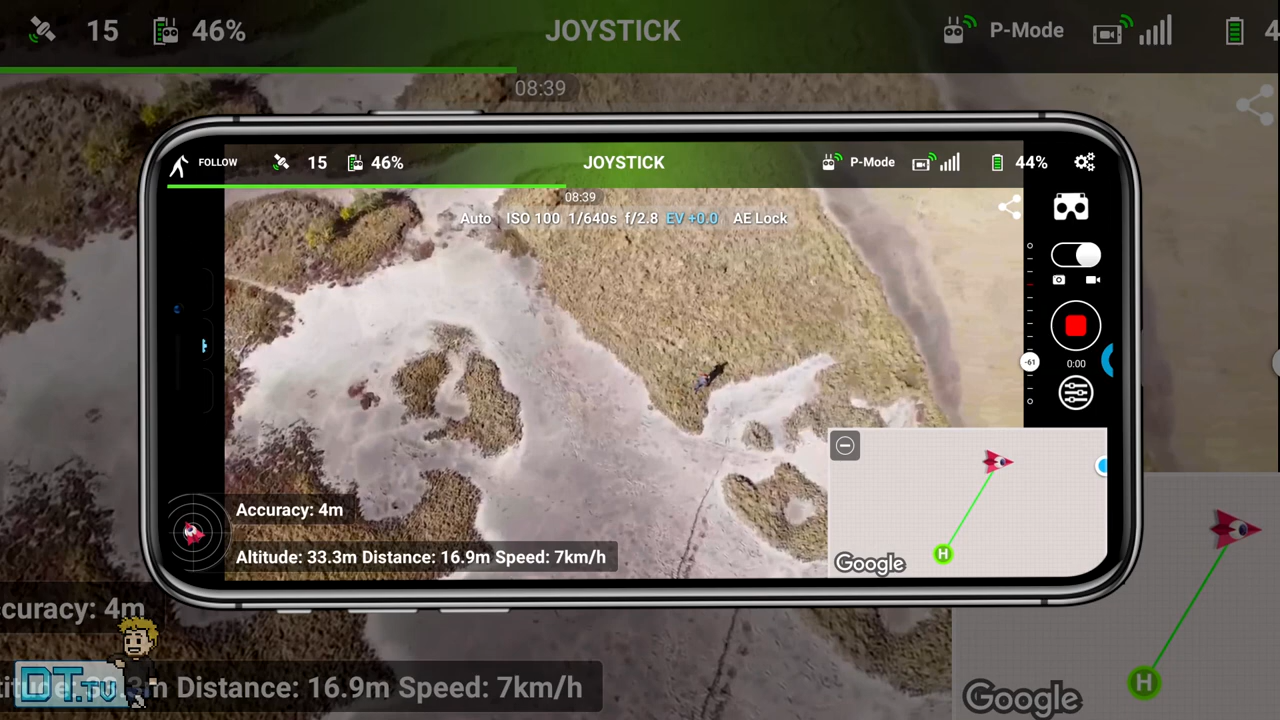 15 46% JOYSTICK P-Mode 4
08:39
FOLLOW 15 46% JOYSTICK P-Mode 44%
08:39
Auto ISO 100 1/640s f/2.8 EV +0.0 AE Lock
-61
0:00
Accuracy: 4m
H
Altitude: 33.3m Distance: 16.9m Speed: 7km/h
Google
curacy: 4m
DT.TV m Distance: 16.9m Speed: 7km/h
H
Google